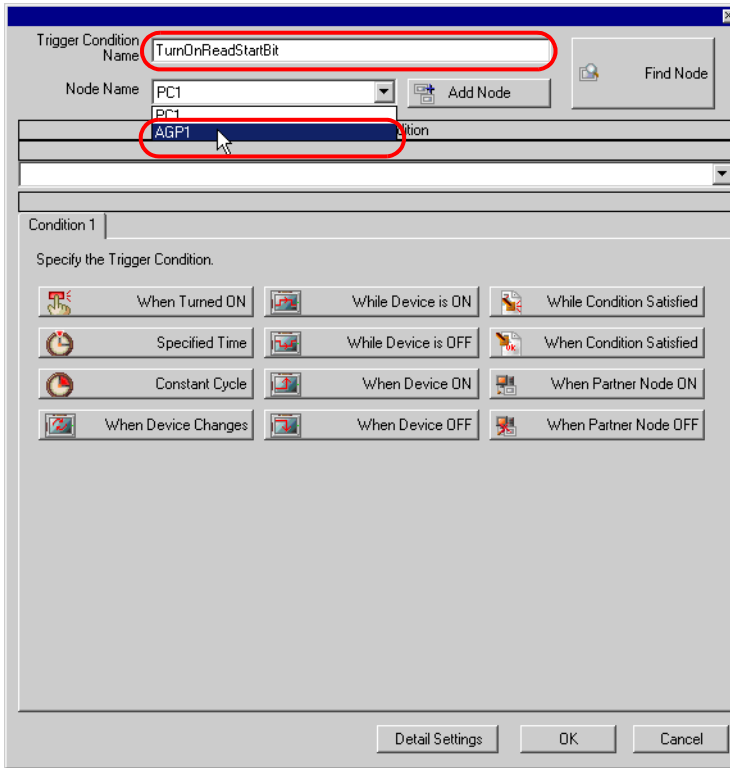 Trigger Condition
Name
TurnOnReadStartBit
Find Node
Node Name
PC1
Add Node
PC1
AGP1
dition
Condition 1
Specify the Trigger Condition.
When Turned ON
While Device is ON
While Condition Satisfied
Specified Time
While Device is OFF
When Condition Satisfied
Constant Cycle
When Device ON
When Partner Node ON
When Device Changes
When Device OFF
When Partner Node OFF
Detail Settings
OK
Cancel